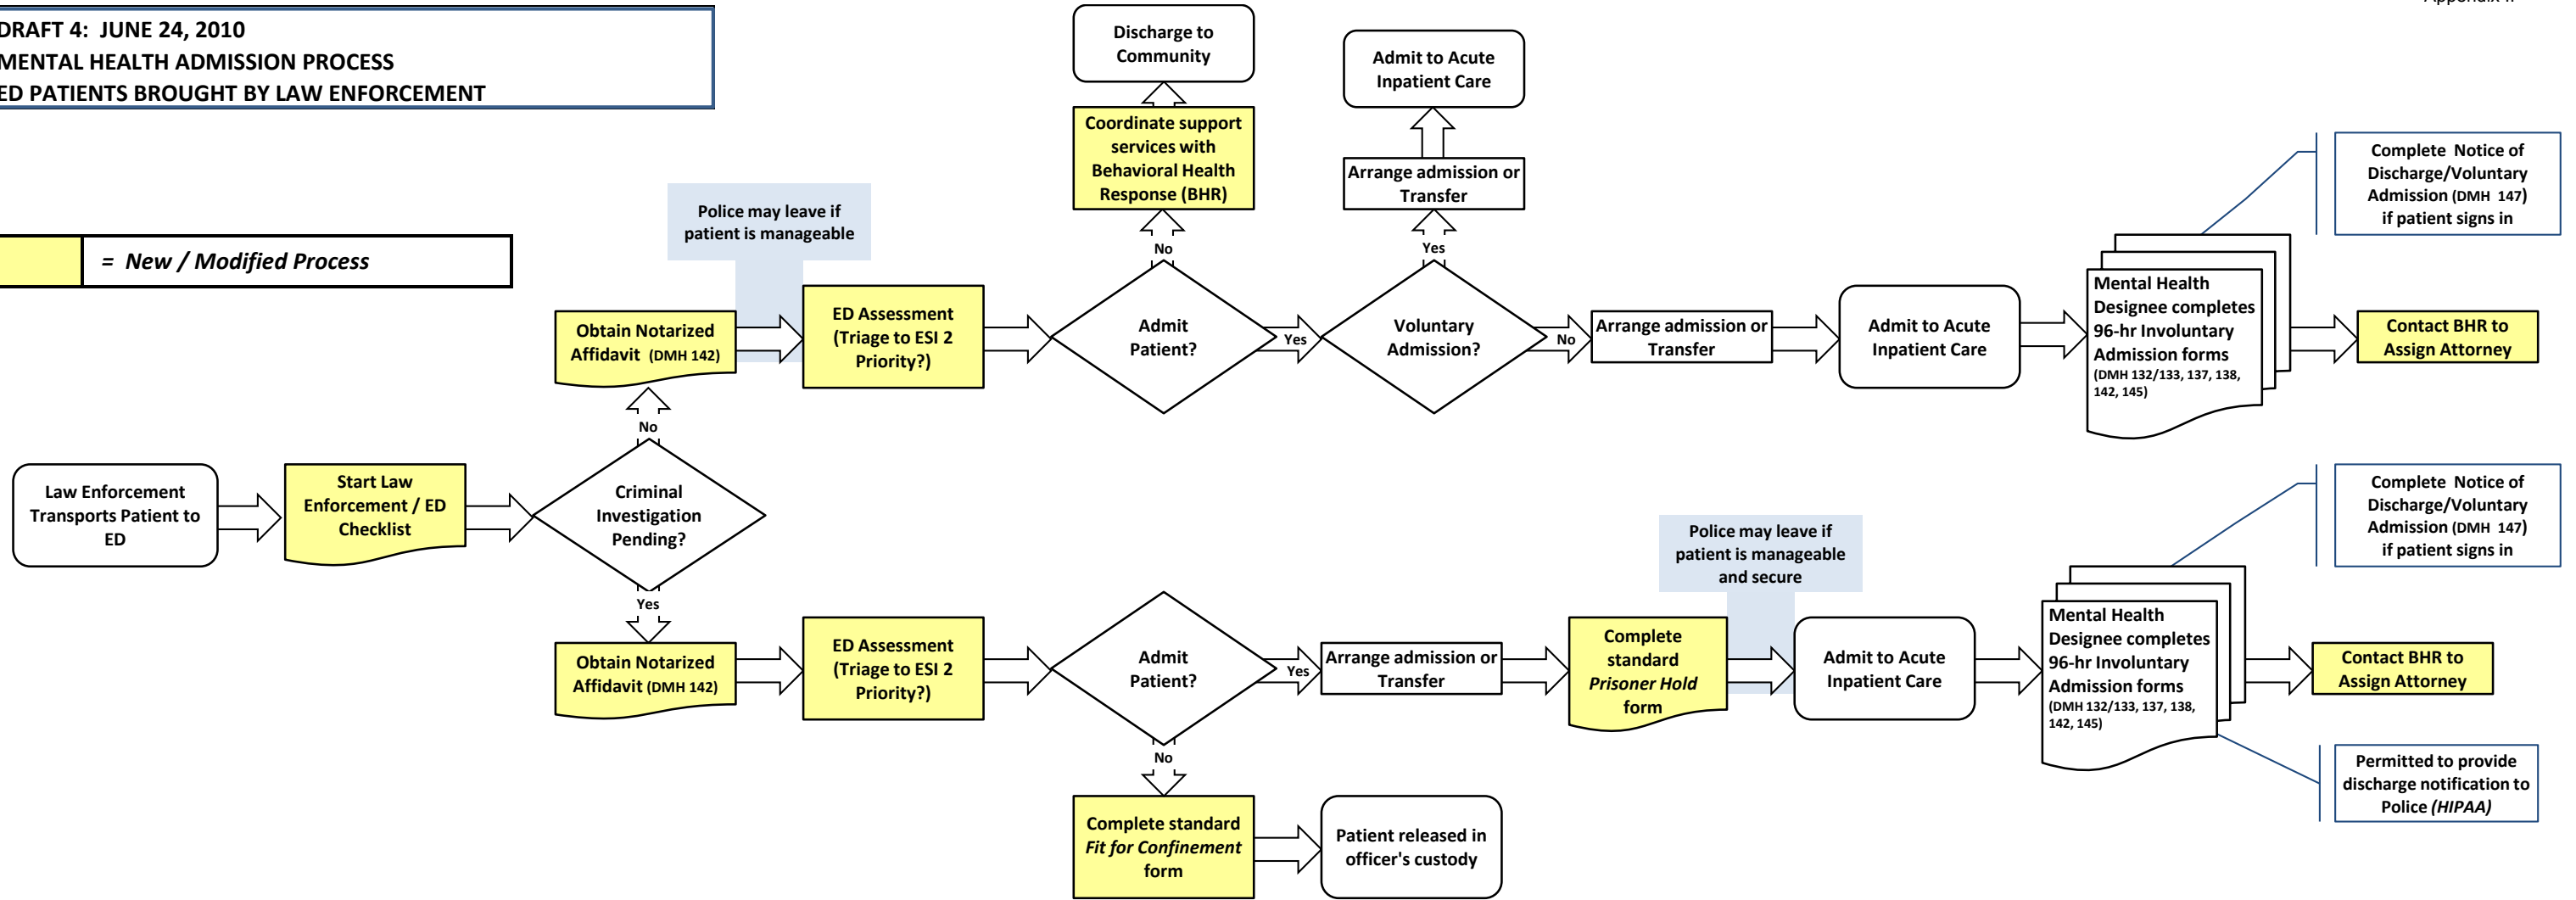 Appendix II
DRAFT 4: JUNE 24, 2010
MENTAL HEALTH ADMISSION PROCESS
ED PATIENTS BROUGHT BY LAW ENFORCEMENT
= New / Modified Process
Discharge to
Community
Admit to Acute
Inpatient Care
Coordinate support
services with
Behavioral Health
Response (BHR)
Arrange admission or
Transfer
Complete Notice of
Discharge/Voluntary
Admission (DMH 147)
if patient signs in
Police may leave if
patient is manageable
No
Yes
Obtain Notarized
Affidavit (DMH 142)
ED Assessment
(Triage to ESI 2
Priority?)
Admit
Patient?
Yes
Voluntary
Admission?
No
Arrange admission or
Transfer
Admit to Acute
Inpatient Care
Mental Health
Designee completes
96-hr Involuntary
Admission forms
(DMH 132/133, 137, 138,
142, 145)
Contact BHR to
Assign Attorney
No
Law Enforcement
Transports Patient to
ED
Start Law
Enforcement / ED
Checklist
Criminal
Investigation
Pending?
Yes
Complete Notice of
Discharge/Voluntary
Admission (DMH 147)
if patient signs in
Police may leave if
patient is manageable
and secure
Obtain Notarized
Affidavit (DMH 142)
ED Assessment
(Triage to ESI 2
Priority?)
Admit
Patient?
Yes
Arrange admission or
Transfer
Complete
standard
Prisoner Hold
form
Admit to Acute
Inpatient Care
Mental Health
Designee completes
96-hr Involuntary
Admission forms
(DMH 132/133, 137, 138,
142, 145)
Contact BHR to
Assign Attorney
Permitted to provide
discharge notification to
Police (HIPAA)
No
Complete standard
Fit for Confinement
form
Patient released in
officer's custody